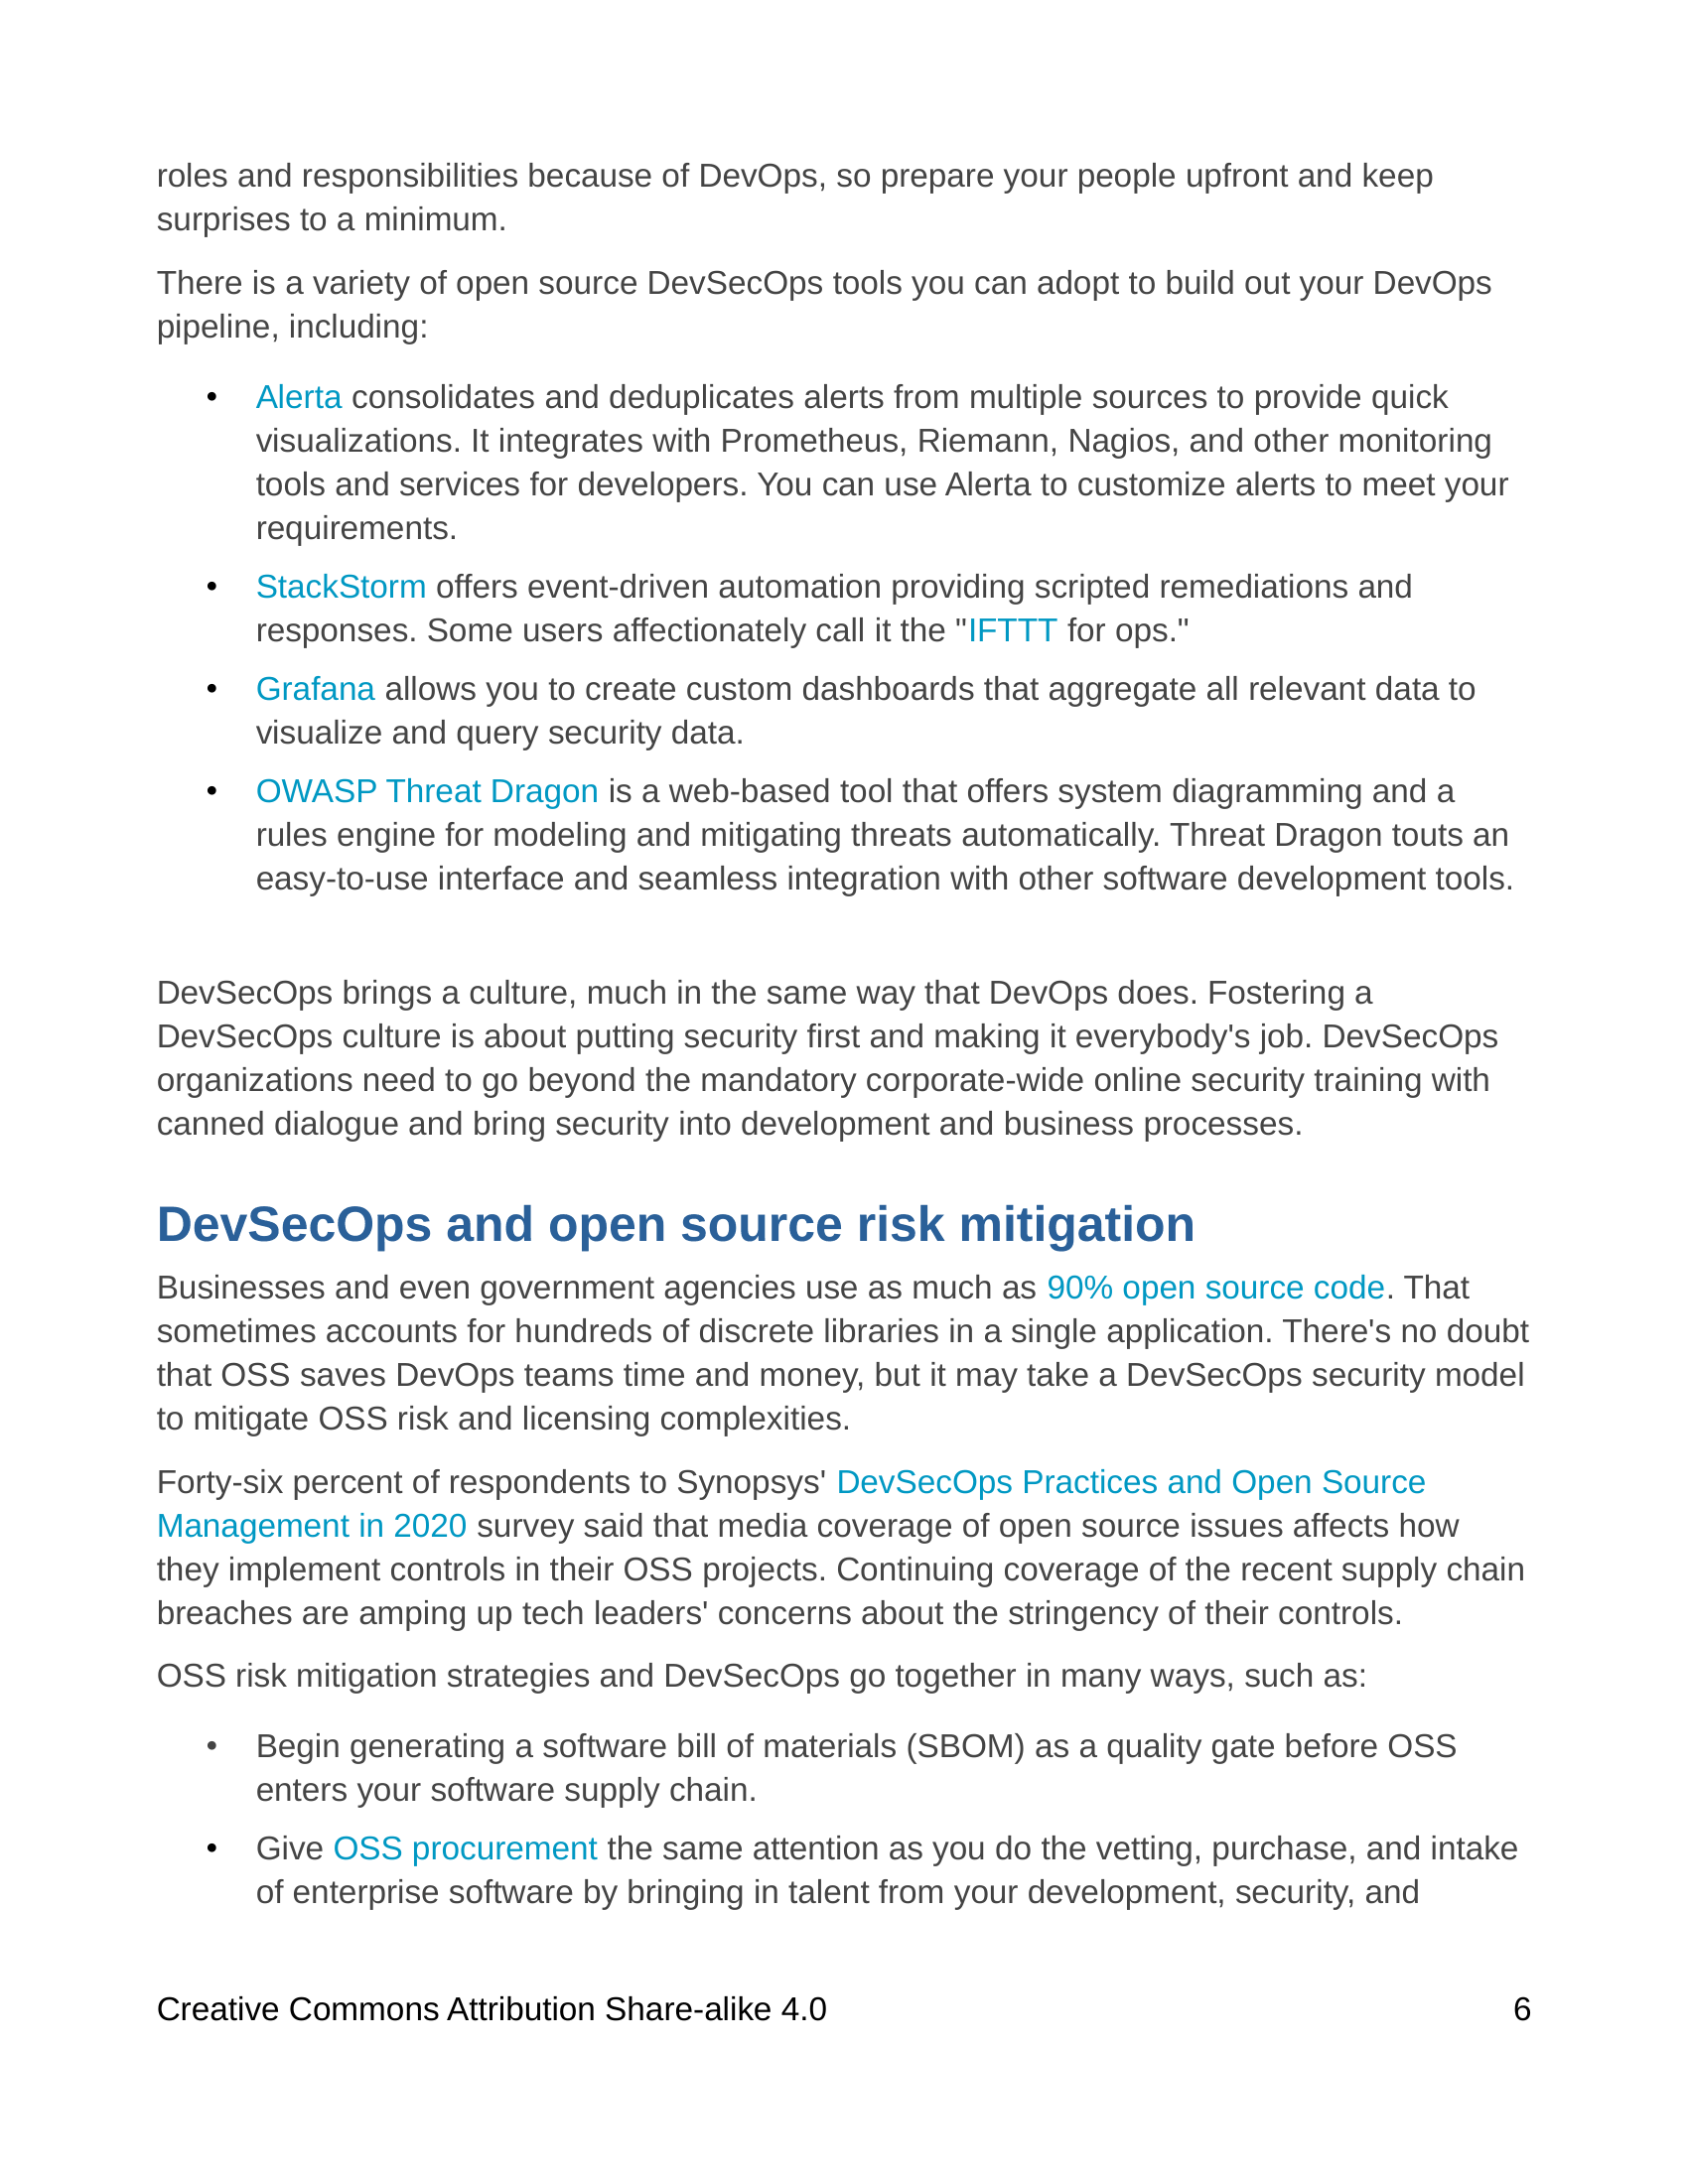 roles and responsibilities because of DevOps, so prepare your people upfront and keep
surprises to a minimum.
There is a variety of open source DevSecOps tools you can adopt to build out your DevOps
pipeline, including:
• Alerta consolidates and deduplicates alerts from multiple sources to provide quick
visualizations. It integrates with Prometheus, Riemann, Nagios, and other monitoring
tools and services for developers. You can use Alerta to customize alerts to meet your
requirements.
• StackStorm offers event-driven automation providing scripted remediations and
responses. Some users affectionately call it the "IFTTT for ops."
• Grafana allows you to create custom dashboards that aggregate all relevant data to
visualize and query security data.
• OWASP Threat Dragon is a web-based tool that offers system diagramming and a
rules engine for modeling and mitigating threats automatically. Threat Dragon touts an
easy-to-use interface and seamless integration with other software development tools.
DevSecOps brings a culture, much in the same way that DevOps does. Fostering a
DevSecOps culture is about putting security first and making it everybody's job. DevSecOps
organizations need to go beyond the mandatory corporate-wide online security training with
canned dialogue and bring security into development and business processes.
DevSecOps and open source risk mitigation
Businesses and even government agencies use as much as 90% open source code. That
sometimes accounts for hundreds of discrete libraries in a single application. There's no doubt
that OSS saves DevOps teams time and money, but it may take a DevSecOps security model
to mitigate OSS risk and licensing complexities.
Forty-six percent of respondents to Synopsys' DevSecOps Practices and Open Source
Management in 2020 survey said that media coverage of open source issues affects how
they implement controls in their OSS projects. Continuing coverage of the recent supply chain
breaches are amping up tech leaders' concerns about the stringency of their controls.
OSS risk mitigation strategies and DevSecOps go together in many ways, such as:
• Begin generating a software bill of materials (SBOM) as a quality gate before OSS
enters your software supply chain.
• Give OSS procurement the same attention as you do the vetting, purchase, and intake
of enterprise software by bringing in talent from your development, security, and
Creative Commons Attribution Share-alike 4.0 6